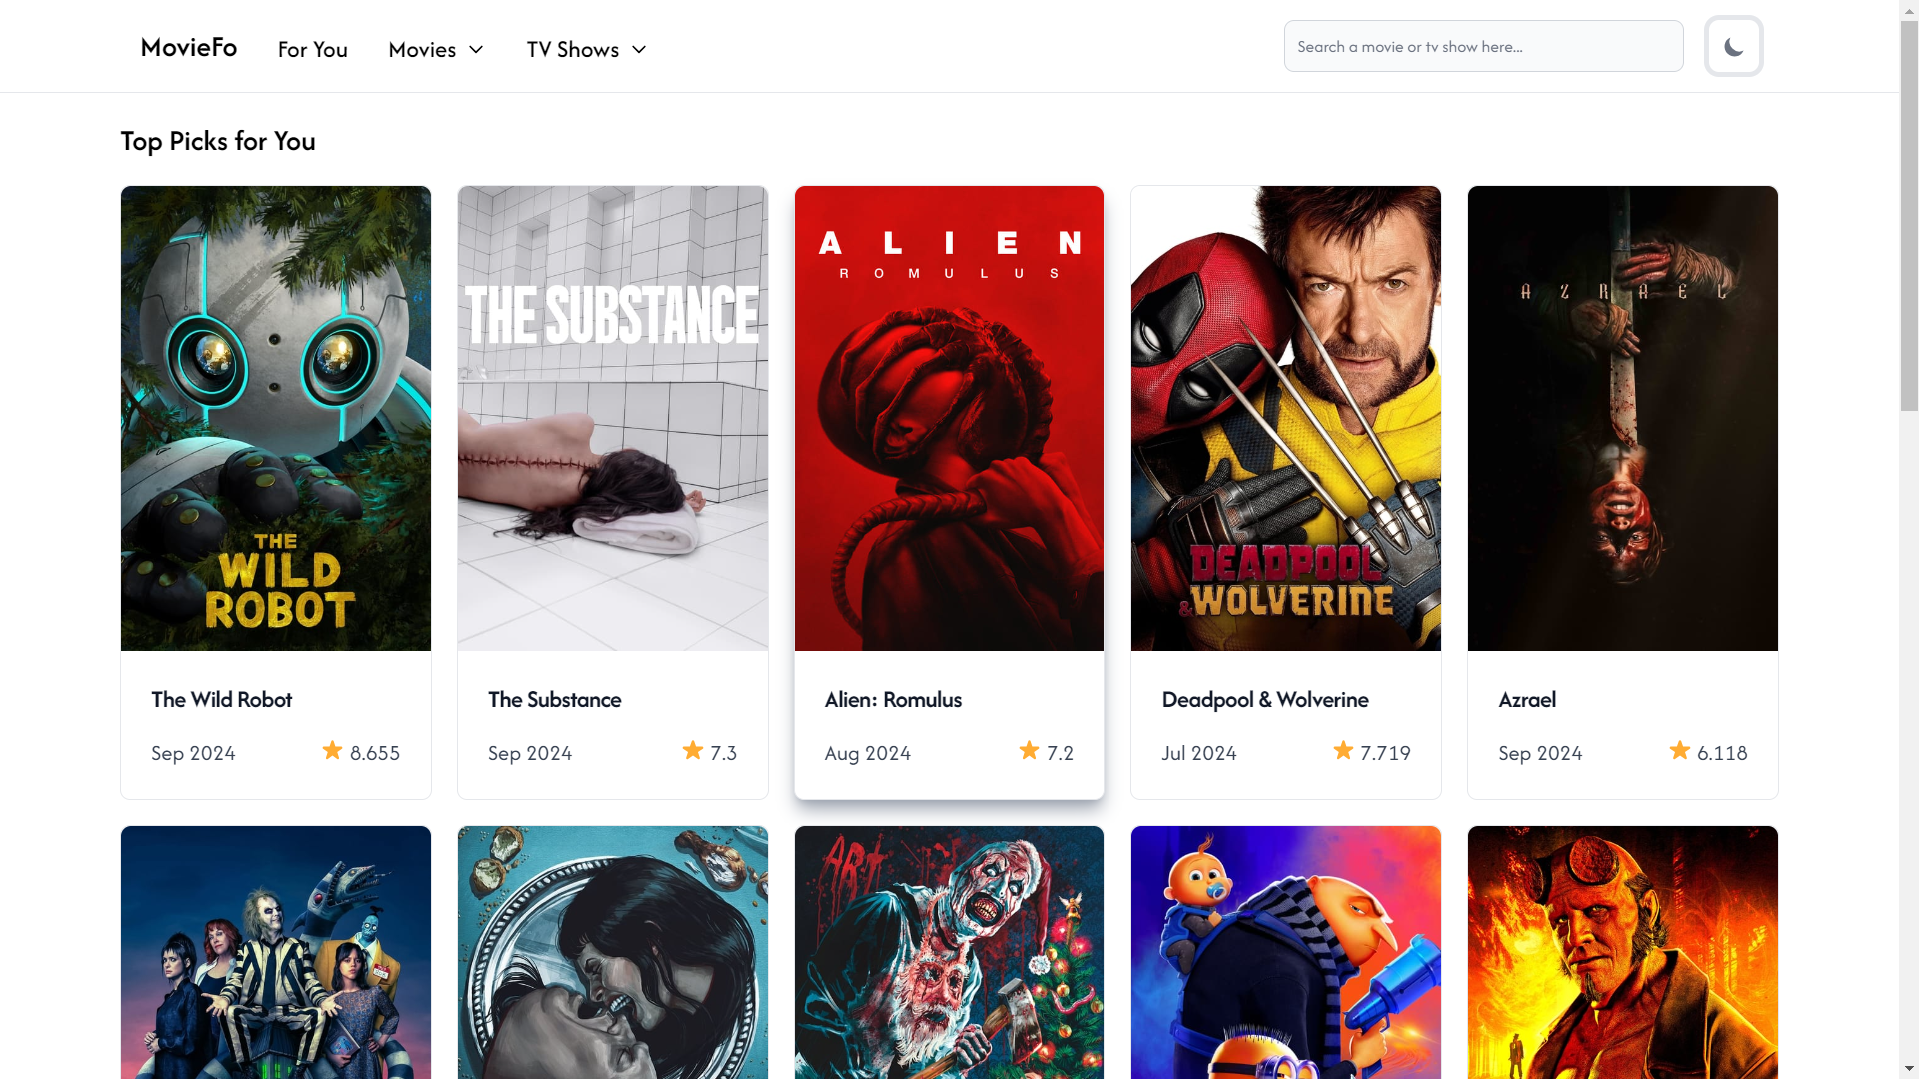 MovieFo
For You
Movies
TV Shows
Search a movie or tv show here...
Top Picks for You
THE
WILD
ROBOT
THE SUBSTANCE
ALIEN
ROMULUS
DEADPOOL
&WOLVERINE
AZRAEL
The Wild Robot
Sep 2024
8.655
The Substance
Sep 2024
7.3
Alien: Romulus
Aug 2024
7.2
Deadpool & Wolverine
Jul 2024
7.719
Azrael
Sep 2024
6.118
ART